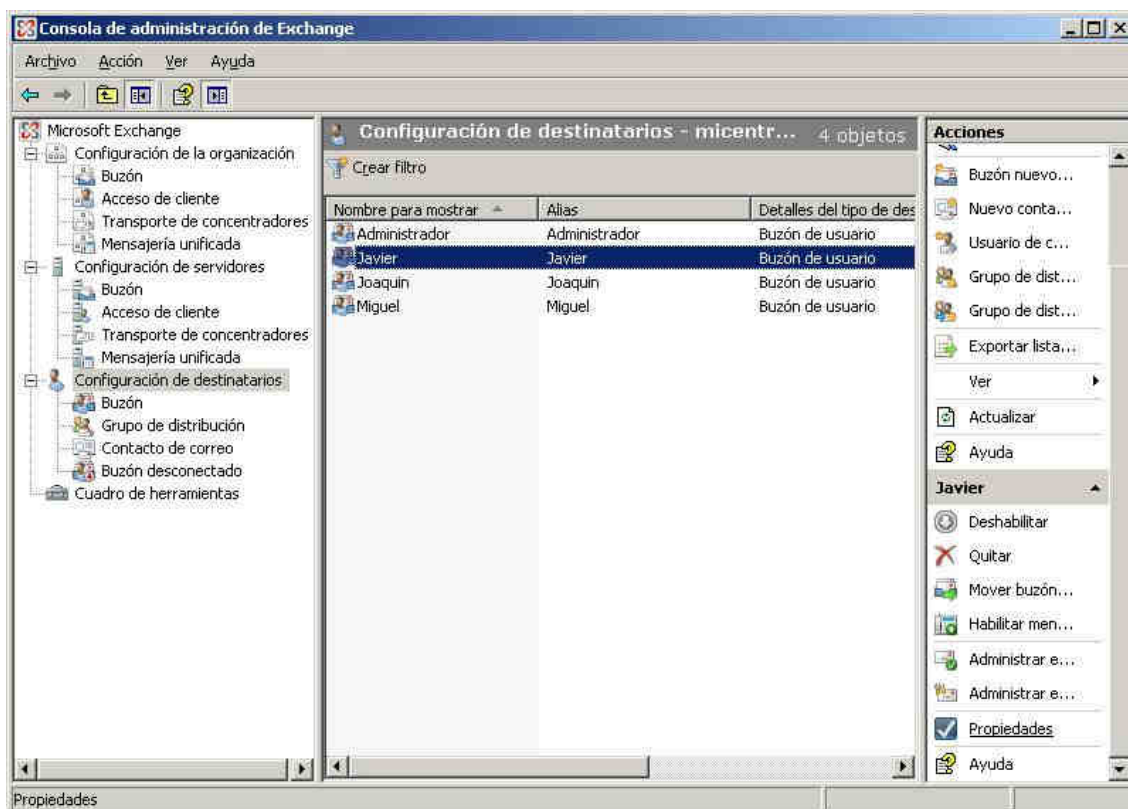 Consola de administración de Exchange
Archivo Acción Ver Ayuda
Microsoft Exchange
Configuración de la organización
Buzón
Acceso de cliente
Transporte de concentradores
Mensajería unificada
Configuración de servidores
Buzón
Acceso de cliente
Transporte de concentradores
Mensajería unificada
Configuración de destinatarios
Buzón
Grupo de distribución
Contacto de correo
Buzón desconectado
Cuadro de herramientas
Configuración de destinatarios - micentr... 4 objetos
Crear filtro
Nombre para mostrar Alias Detalles del tipo de des
Administrador Administrador Buzón de usuario
Javier Javier Buzón de usuario
Joaquin Joaquin Buzón de usuario
Miguel Miguel Buzón de usuario
Acciones
Buzón nuevo...
Nuevo conta...
Usuario de c...
Grupo de dist...
Grupo de dist...
Exportar lista...
Ver
Actualizar
Ayuda
Javier
Deshabilitar
Quitar
Mover buzón...
Habilitar men...
Administrar e...
Administrar e...
Propiedades
Ayuda
Propiedades